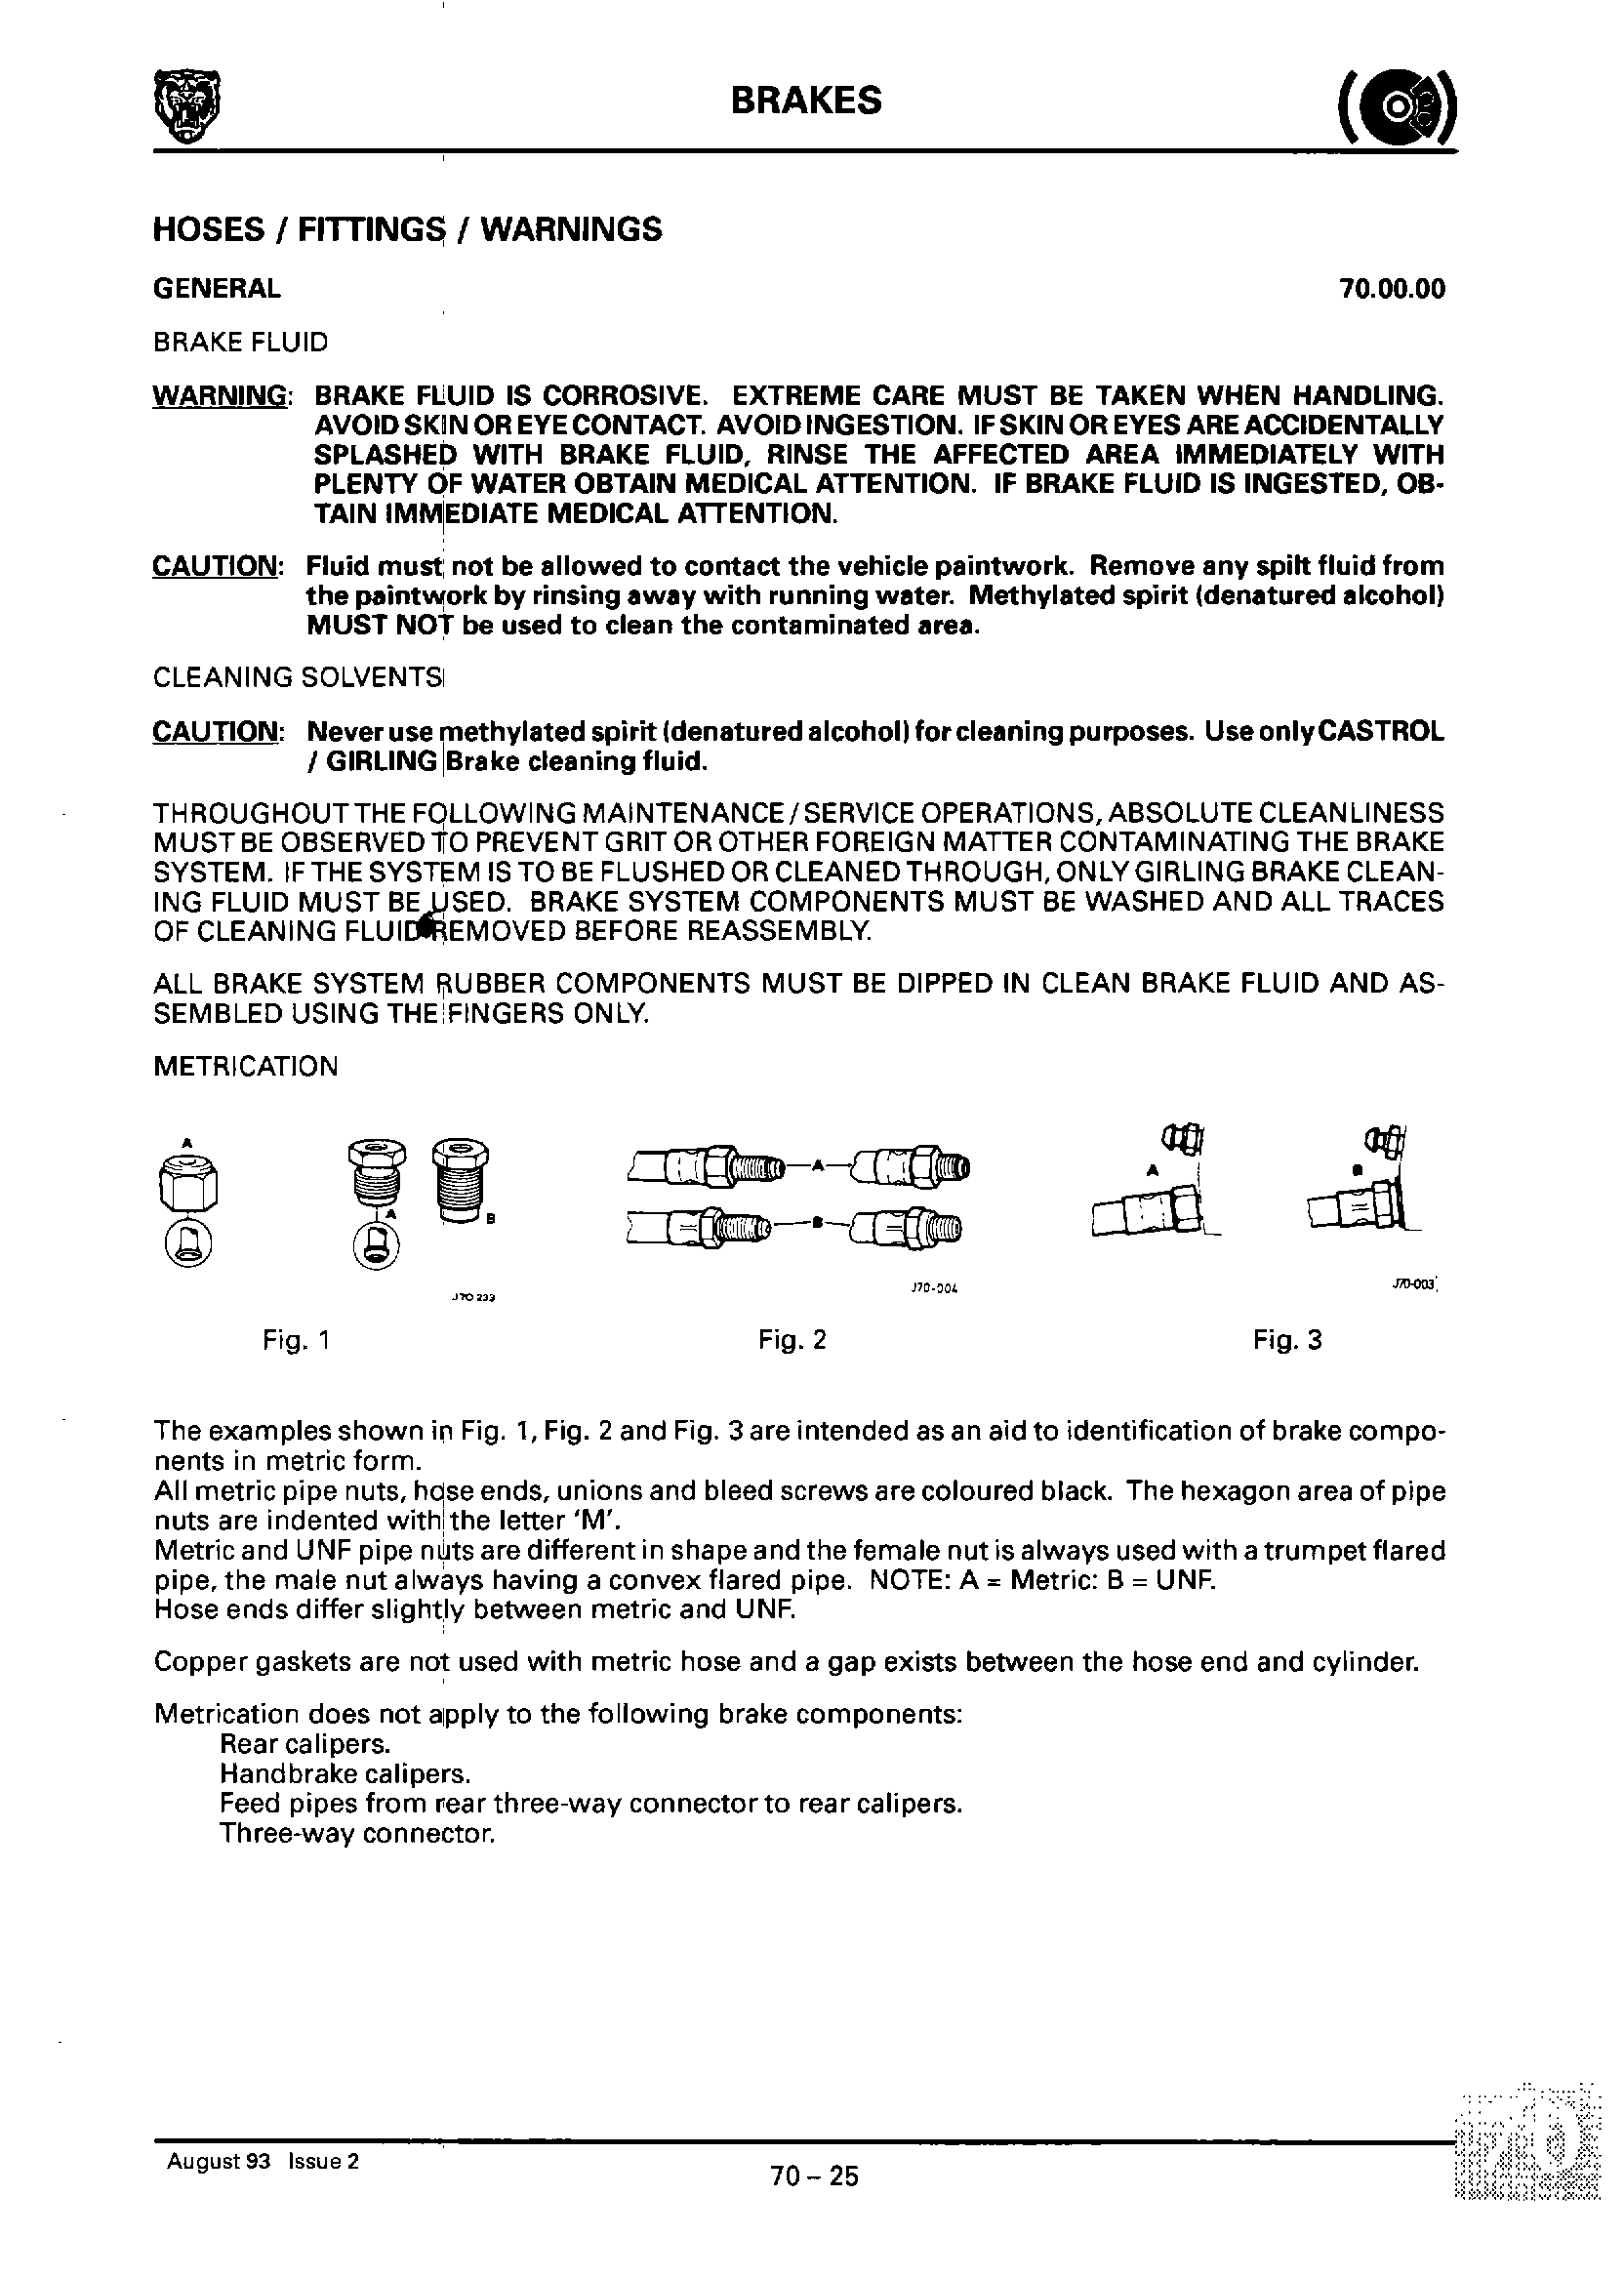 BRAKES
HOSES / FITTINGS / WARNINGS
GENERAL 70.00.00
BRAKE FLUID
WARNING: BRAKE FLUID IS CORROSIVE. EXTREME CARE MUST BE TAKEN WHEN HANDLING.
AVOID SKIN OR EYE CONTACT. AVOID INGESTION. IF SKIN OR EYES ARE ACCIDENTALLY
SPLASHED WITH BRAKE FLUID, RINSE THE AFFECTED AREA IMMEDIATELY WITH
PLENTY OF WATER OBTAIN MEDICAL ATTENTION. IF BRAKE FLUID IS INGESTED, OB-
TAIN IMMEDIATE MEDICAL ATTENTION.
CAUTION: Fluid must not be allowed to contact the vehicle paintwork. Remove any spilt fluid from
the paintwork by rinsing away with running water. Methylated spirit (denatured alcohol)
MUST NOT be used to clean the contaminated area.
CLEANING SOLVENTS
CAUTION: Never use methylated spirit (denatured alcohol) for cleaning purposes. Use only CASTROL
/ GIRLING Brake cleaning fluid.
THROUGHOUT THE FOLLOWING MAINTENANCE / SERVICE OPERATIONS, ABSOLUTE CLEANLINESS
MUST BE OBSERVED TO PREVENT GRIT OR OTHER FOREIGN MATTER CONTAMINATING THE BRAKE
SYSTEM. IF THE SYSTEM IS TO BE FLUSHED OR CLEANED THROUGH, ONLY GIRLING BRAKE CLEAN-
ING FLUID MUST BE USED. BRAKE SYSTEM COMPONENTS MUST BE WASHED AND ALL TRACES
OF CLEANING FLUID REMOVED BEFORE REASSEMBLY.
ALL BRAKE SYSTEM RUBBER COMPONENTS MUST BE DIPPED IN CLEAN BRAKE FLUID AND AS-
SEMBLED USING THE FINGERS ONLY.
METRICATION
A
A
B
J70 233
A
B
J70-004
A
B
J70-003
Fig. 1 Fig. 2 Fig. 3
The examples shown in Fig. 1, Fig. 2 and Fig. 3 are intended as an aid to identification of brake compo-
nents in metric form.
All metric pipe nuts, hose ends, unions and bleed screws are coloured black. The hexagon area of pipe
nuts are indented with the letter 'M'.
Metric and UNF pipe nuts are different in shape and the female nut is always used with a trumpet flared
pipe, the male nut always having a convex flared pipe. NOTE: A = Metric: B = UNF.
Hose ends differ slightly between metric and UNF.
Copper gaskets are not used with metric hose and a gap exists between the hose end and cylinder.
Metrication does not apply to the following brake components:
Rear calipers.
Handbrake calipers.
Feed pipes from rear three-way connector to rear calipers.
Three-way connector.
August 93 Issue 2
70 – 25
70